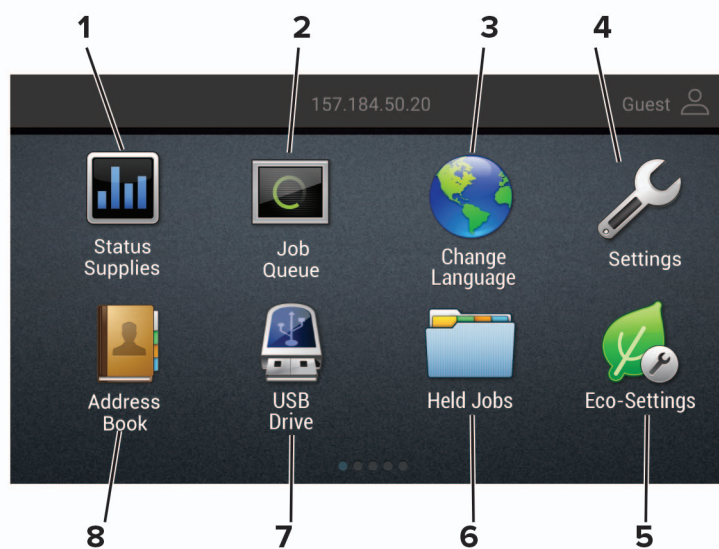 1 2 3 4
157.184.50.20 Guest
Status
Supplies
Job
Queue
Change
Language
Settings
Address
Book
USB
Drive
Held Jobs
Eco-Settings
8 7 6 5